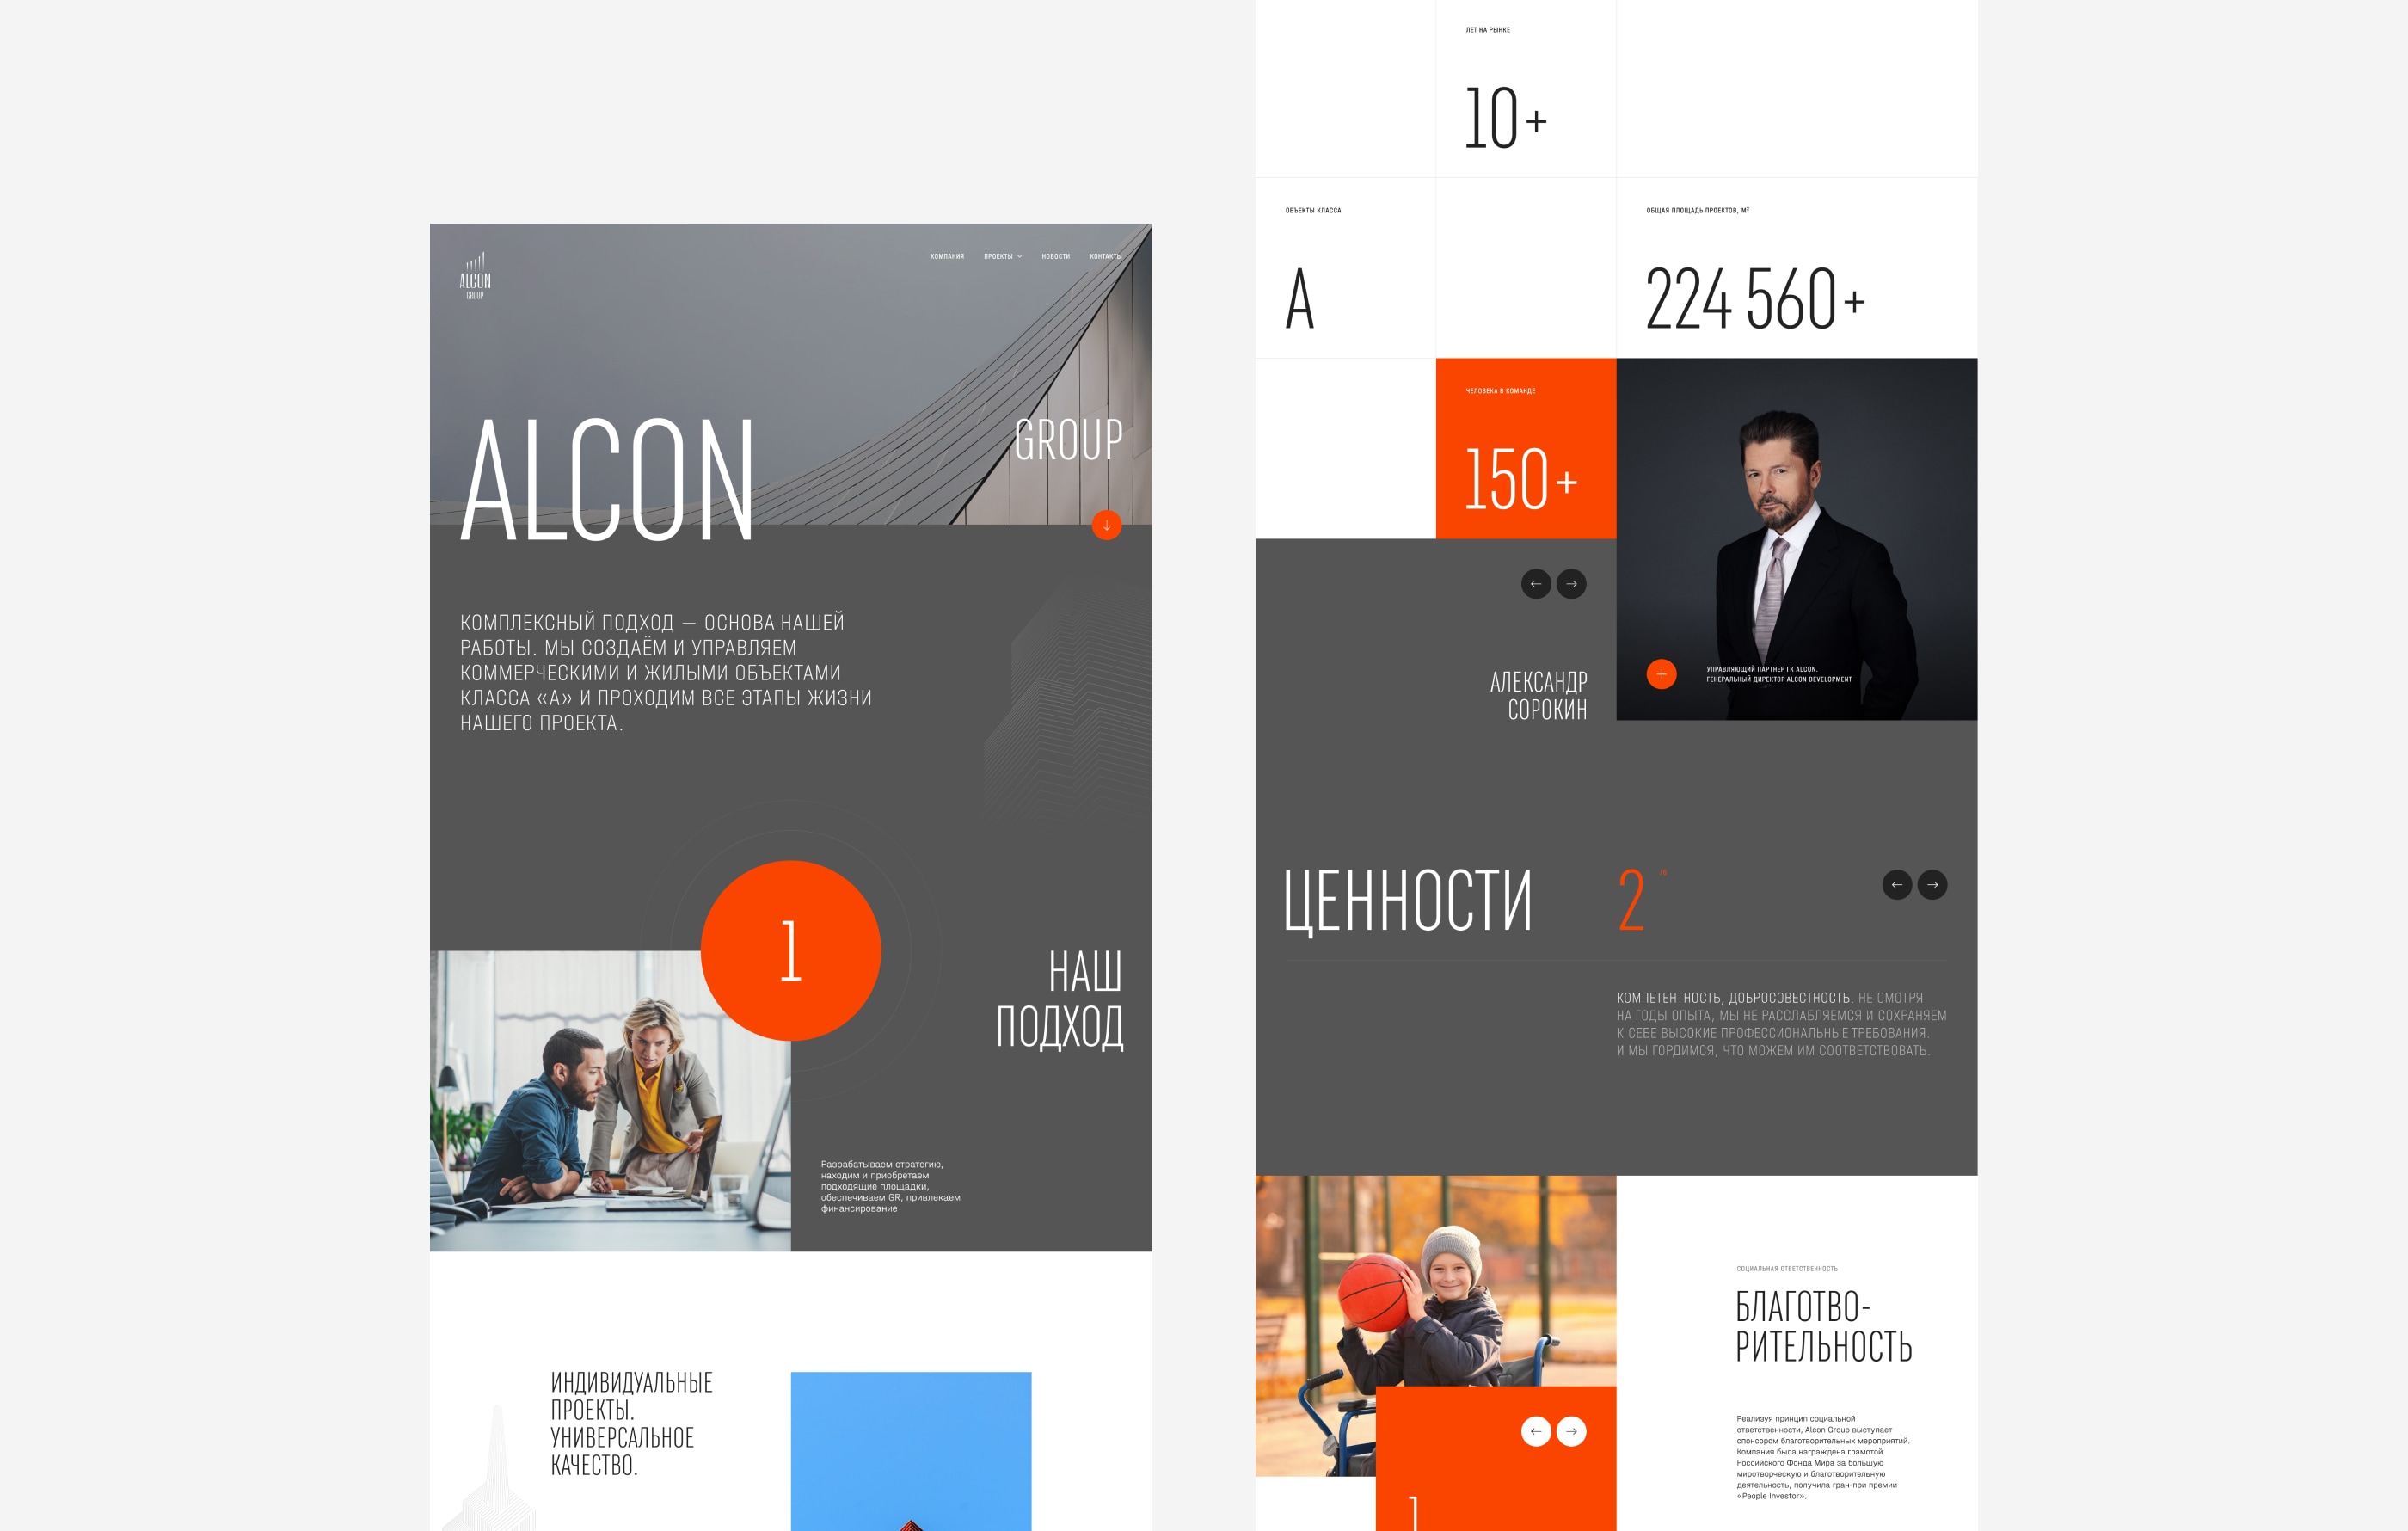 ALCON
GROUP
КОМПАНИЯ
ПРОЕКТЫ
НОВОСТИ
КОНТАКТЫ
ALCON
GROUP
КОМПЛЕКСНЫЙ ПОДХОД — ОСНОВА НАШЕЙ
РАБОТЫ. МЫ СОЗДАЁМ И УПРАВЛЯЕМ
КОММЕРЧЕСКИМИ И ЖИЛЫМИ ОБЪЕКТАМИ
КЛАССА «А» И ПРОХОДИМ ВСЕ ЭТАПЫ ЖИЗНИ
НАШЕГО ПРОЕКТА.
1
НАШ
ПОДХОД
Разрабатываем стратегию,
находим и приобретаем
подходящие площадки,
обеспечиваем GR, привлекаем
финансирование
ИНДИВИДУАЛЬНЫЕ
ПРОЕКТЫ.
УНИВЕРСАЛЬНОЕ
КАЧЕСТВО.
ЛЕТ НА РЫНКЕ
10+
ОБЪЕКТЫ КЛАССА
А
ОБЩАЯ ПЛОЩАДЬ ПРОЕКТОВ, М²
224 560+
ЧЕЛОВЕКА В КОМАНДЕ
150+
АЛЕКСАНДР
СОРОКИН
УПРАВЛЯЮЩИЙ ПАРТНЕР ГК ALCON.
ГЕНЕРАЛЬНЫЙ ДИРЕКТОР ALCON DEVELOPMENT
ЦЕННОСТИ
2
КОМПЕТЕНТНОСТЬ, ДОБРОСОВЕСТНОСТЬ. НЕ СМОТРЯ
НА ГОДЫ ОПЫТА, МЫ НЕ РАССЛАБЛЯЕМСЯ И СОХРАНЯЕМ
К СЕБЕ ВЫСОКИЕ ПРОФЕССИОНАЛЬНЫЕ ТРЕБОВАНИЯ.
И МЫ ГОРДИМСЯ, ЧТО МОЖЕМ ИМ СООТВЕТСТВОВАТЬ.
СОЦИАЛЬНАЯ ОТВЕТСТВЕННОСТЬ
БЛАГОТВО-
РИТЕЛЬНОСТЬ
Реализуя принцип социальной
ответственности, Alcon Group выступает
спонсором благотворительных мероприятий.
Компания была награждена грамотой
Российского Фонда Мира за большую
миротворческую и благотворительную
деятельность, получила гран-при премии
«People Investor».
1